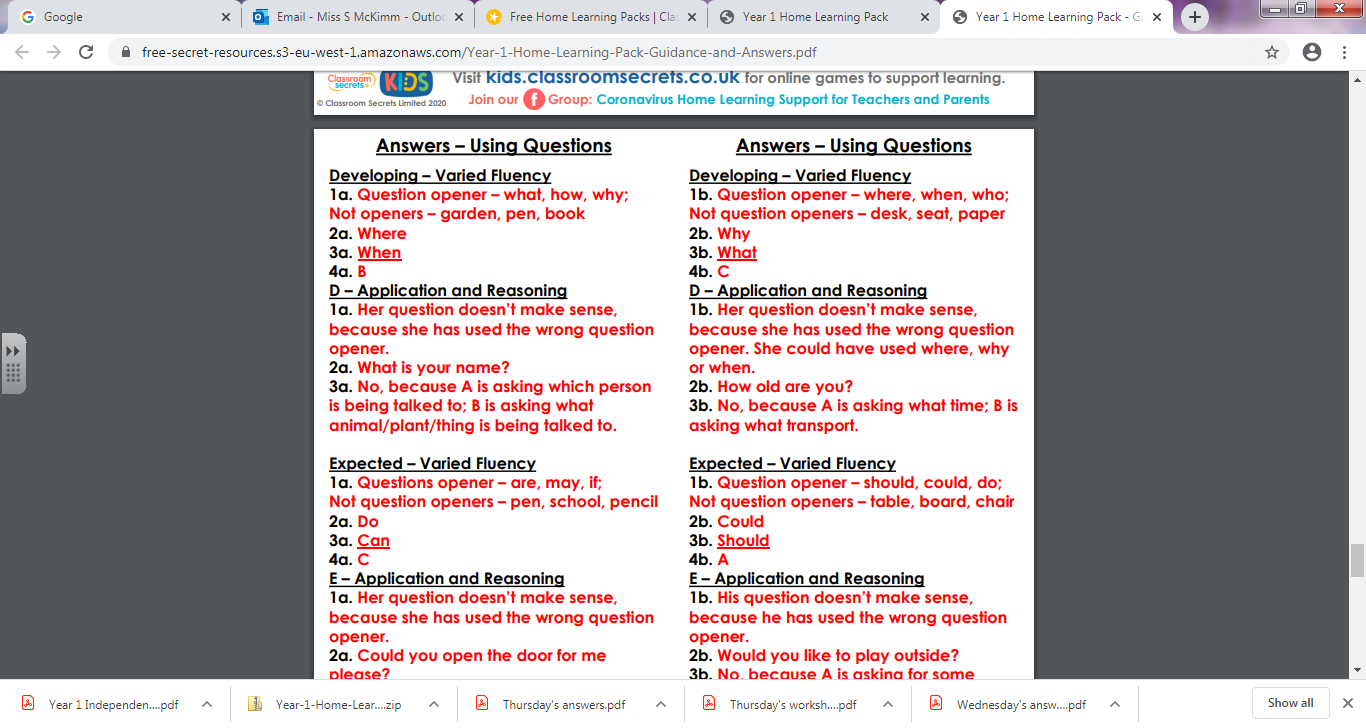 Google
Email - Miss S McKimm - Outloo
Free Home Learning Packs | Clas
Year 1 Home Learning Pack
Year 1 Home Learning Pack - Gu
free-secret-resources.s3-eu-west-1.amazonaws.com/Year-1-Home-Learning-Pack-Guidance-and-Answers.pdf
Classroom secrets KIDS
Visit kids.classroomsecrets.co.uk for online games to support learning.
© Classroom Secrets Limited 2020
Join our f Group: Coronavirus Home Learning Support for Teachers and Parents
Answers – Using Questions
Developing – Varied Fluency
1a. Question opener – what, how, why;
Not openers – garden, pen, book
2a. Where
3a. When
4a. B
D – Application and Reasoning
1a. Her question doesn't make sense,
because she has used the wrong question
opener.
2a. What is your name?
3a. No, because A is asking which person
is being talked to; B is asking what
animal/plant/thing is being talked to.
Expected – Varied Fluency
1a. Questions opener – are, may, if;
Not question openers – pen, school, pencil
2a. Do
3a. Can
4a. C
E – Application and Reasoning
1a. Her question doesn't make sense,
because she has used the wrong question
opener.
2a. Could you open the door for me
please?
Answers – Using Questions
Developing – Varied Fluency
1b. Question opener – where, when, who;
Not question openers – desk, seat, paper
2b. Why
3b. What
4b. C
D – Application and Reasoning
1b. Her question doesn't make sense,
because she has used the wrong question
opener. She could have used where, why
or when.
2b. How old are you?
3b. No, because A is asking what time; B is
asking what transport.
Expected – Varied Fluency
1b. Question opener – should, could, do;
Not question openers – table, board, chair
2b. Could
3b. Should
4b. A
E – Application and Reasoning
1b. His question doesn't make sense,
because he has used the wrong question
opener.
2b. Would you like to play outside?
3b. No, because A is asking for some
Year 1 Independen....pdf
Year-1-Home-Lear....zip
Thursday's answers.pdf
Thursday's worksh....pdf
Wednesday's answ....pdf
Show all